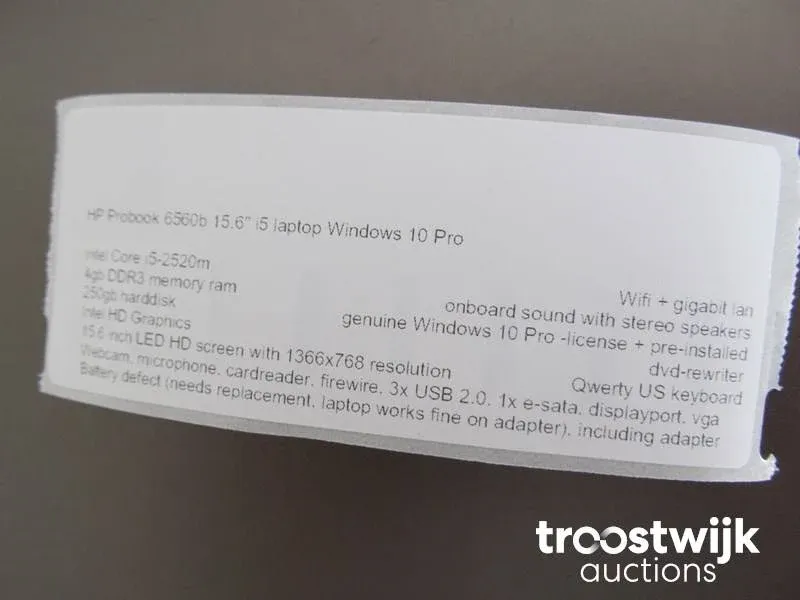 HP Probook 6560b 15.6" i5 laptop Windows 10 Pro
Intel Core i5-2520m
4gb DDR3 memory ram
250gb harddisk
Intel HD Graphics
15.6 inch LED HD screen with 1366x768 resolution
Webcam, microphone, cardreader, firewire, 3x USB 2.0, 1x e-sata, displayport, vga
Battery defect (needs replacement, laptop works fine on adapter), including adapter
Wifi + gigabit lan
onboard sound with stereo speakers
genuine Windows 10 Pro -license + pre-installed
dvd-rewriter
Qwerty US keyboard
troostwijk
auctions